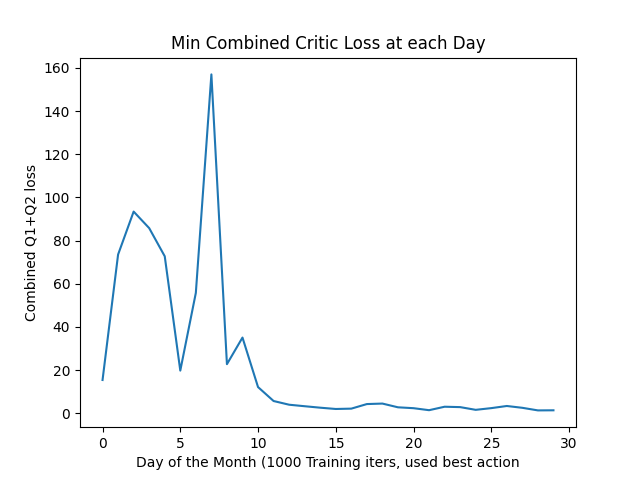 Min Combined Critic Loss at each Day
160
140
120
100
80
60
40
20
0
Combined Q1+Q2 loss
0 5 10 15 20 25 30
Day of the Month (1000 Training iters, used best action